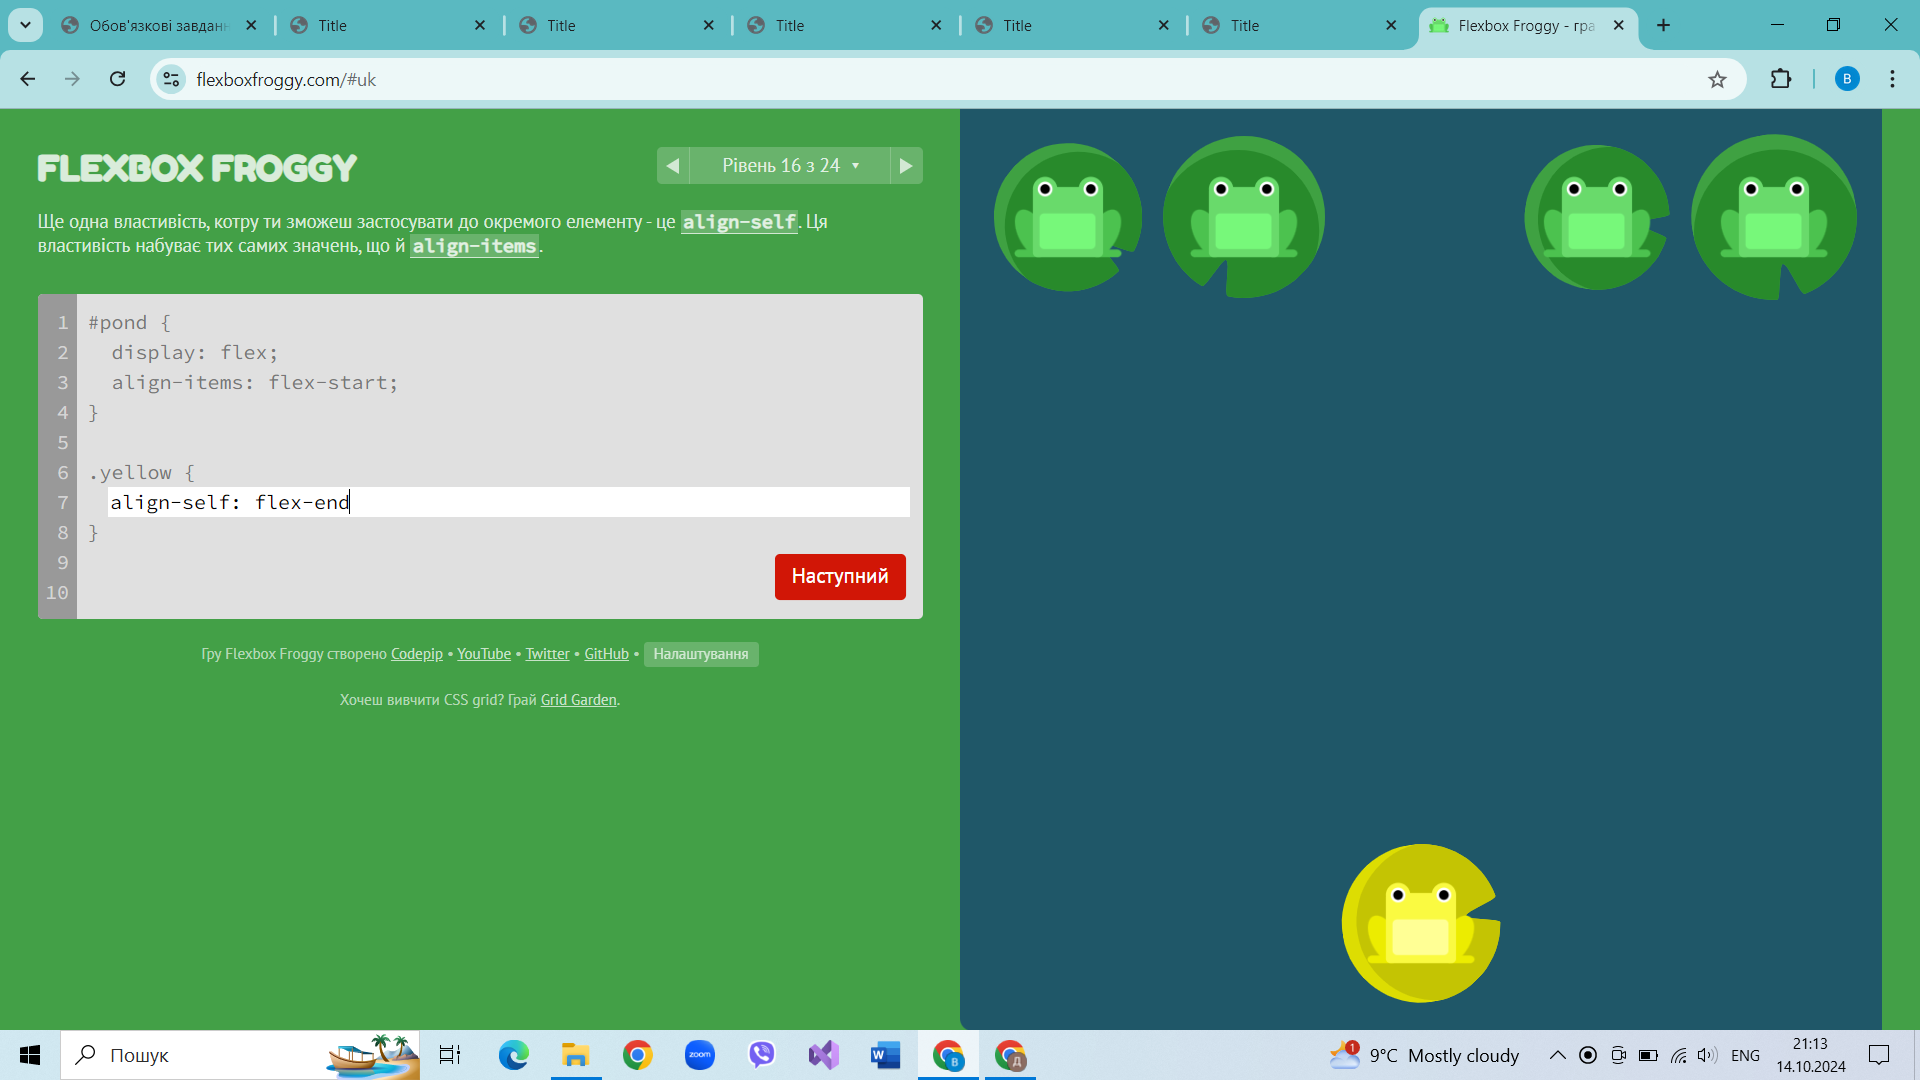 Обов'язкові завдан
Title
Title
Title
Title
Title
Flexbox Froggy - гра
flexboxfroggy.com/#uk
B
FLEXBOX FROGGY
Рівень 16 з 24
Ще одна властивість, котру ти зможеш застосувати до окремого елементу - це align-self. Ця
властивість набуває тих самих значень, що й align-items.
1 #pond {
2 display: flex;
3 align-items: flex-start;
4 }
5
6 .yellow {
7 align-self: flex-end
8 }
9
10
Наступний
Гру Flexbox Froggy створено Codepip • YouTube • Twitter • GitHub • Налаштування
Хочеш вивчити CSS grid? Грай Grid Garden.
Пошук
zoom
W
B
Д
1
9°C Mostly cloudy
ENG
21:13
14.10.2024